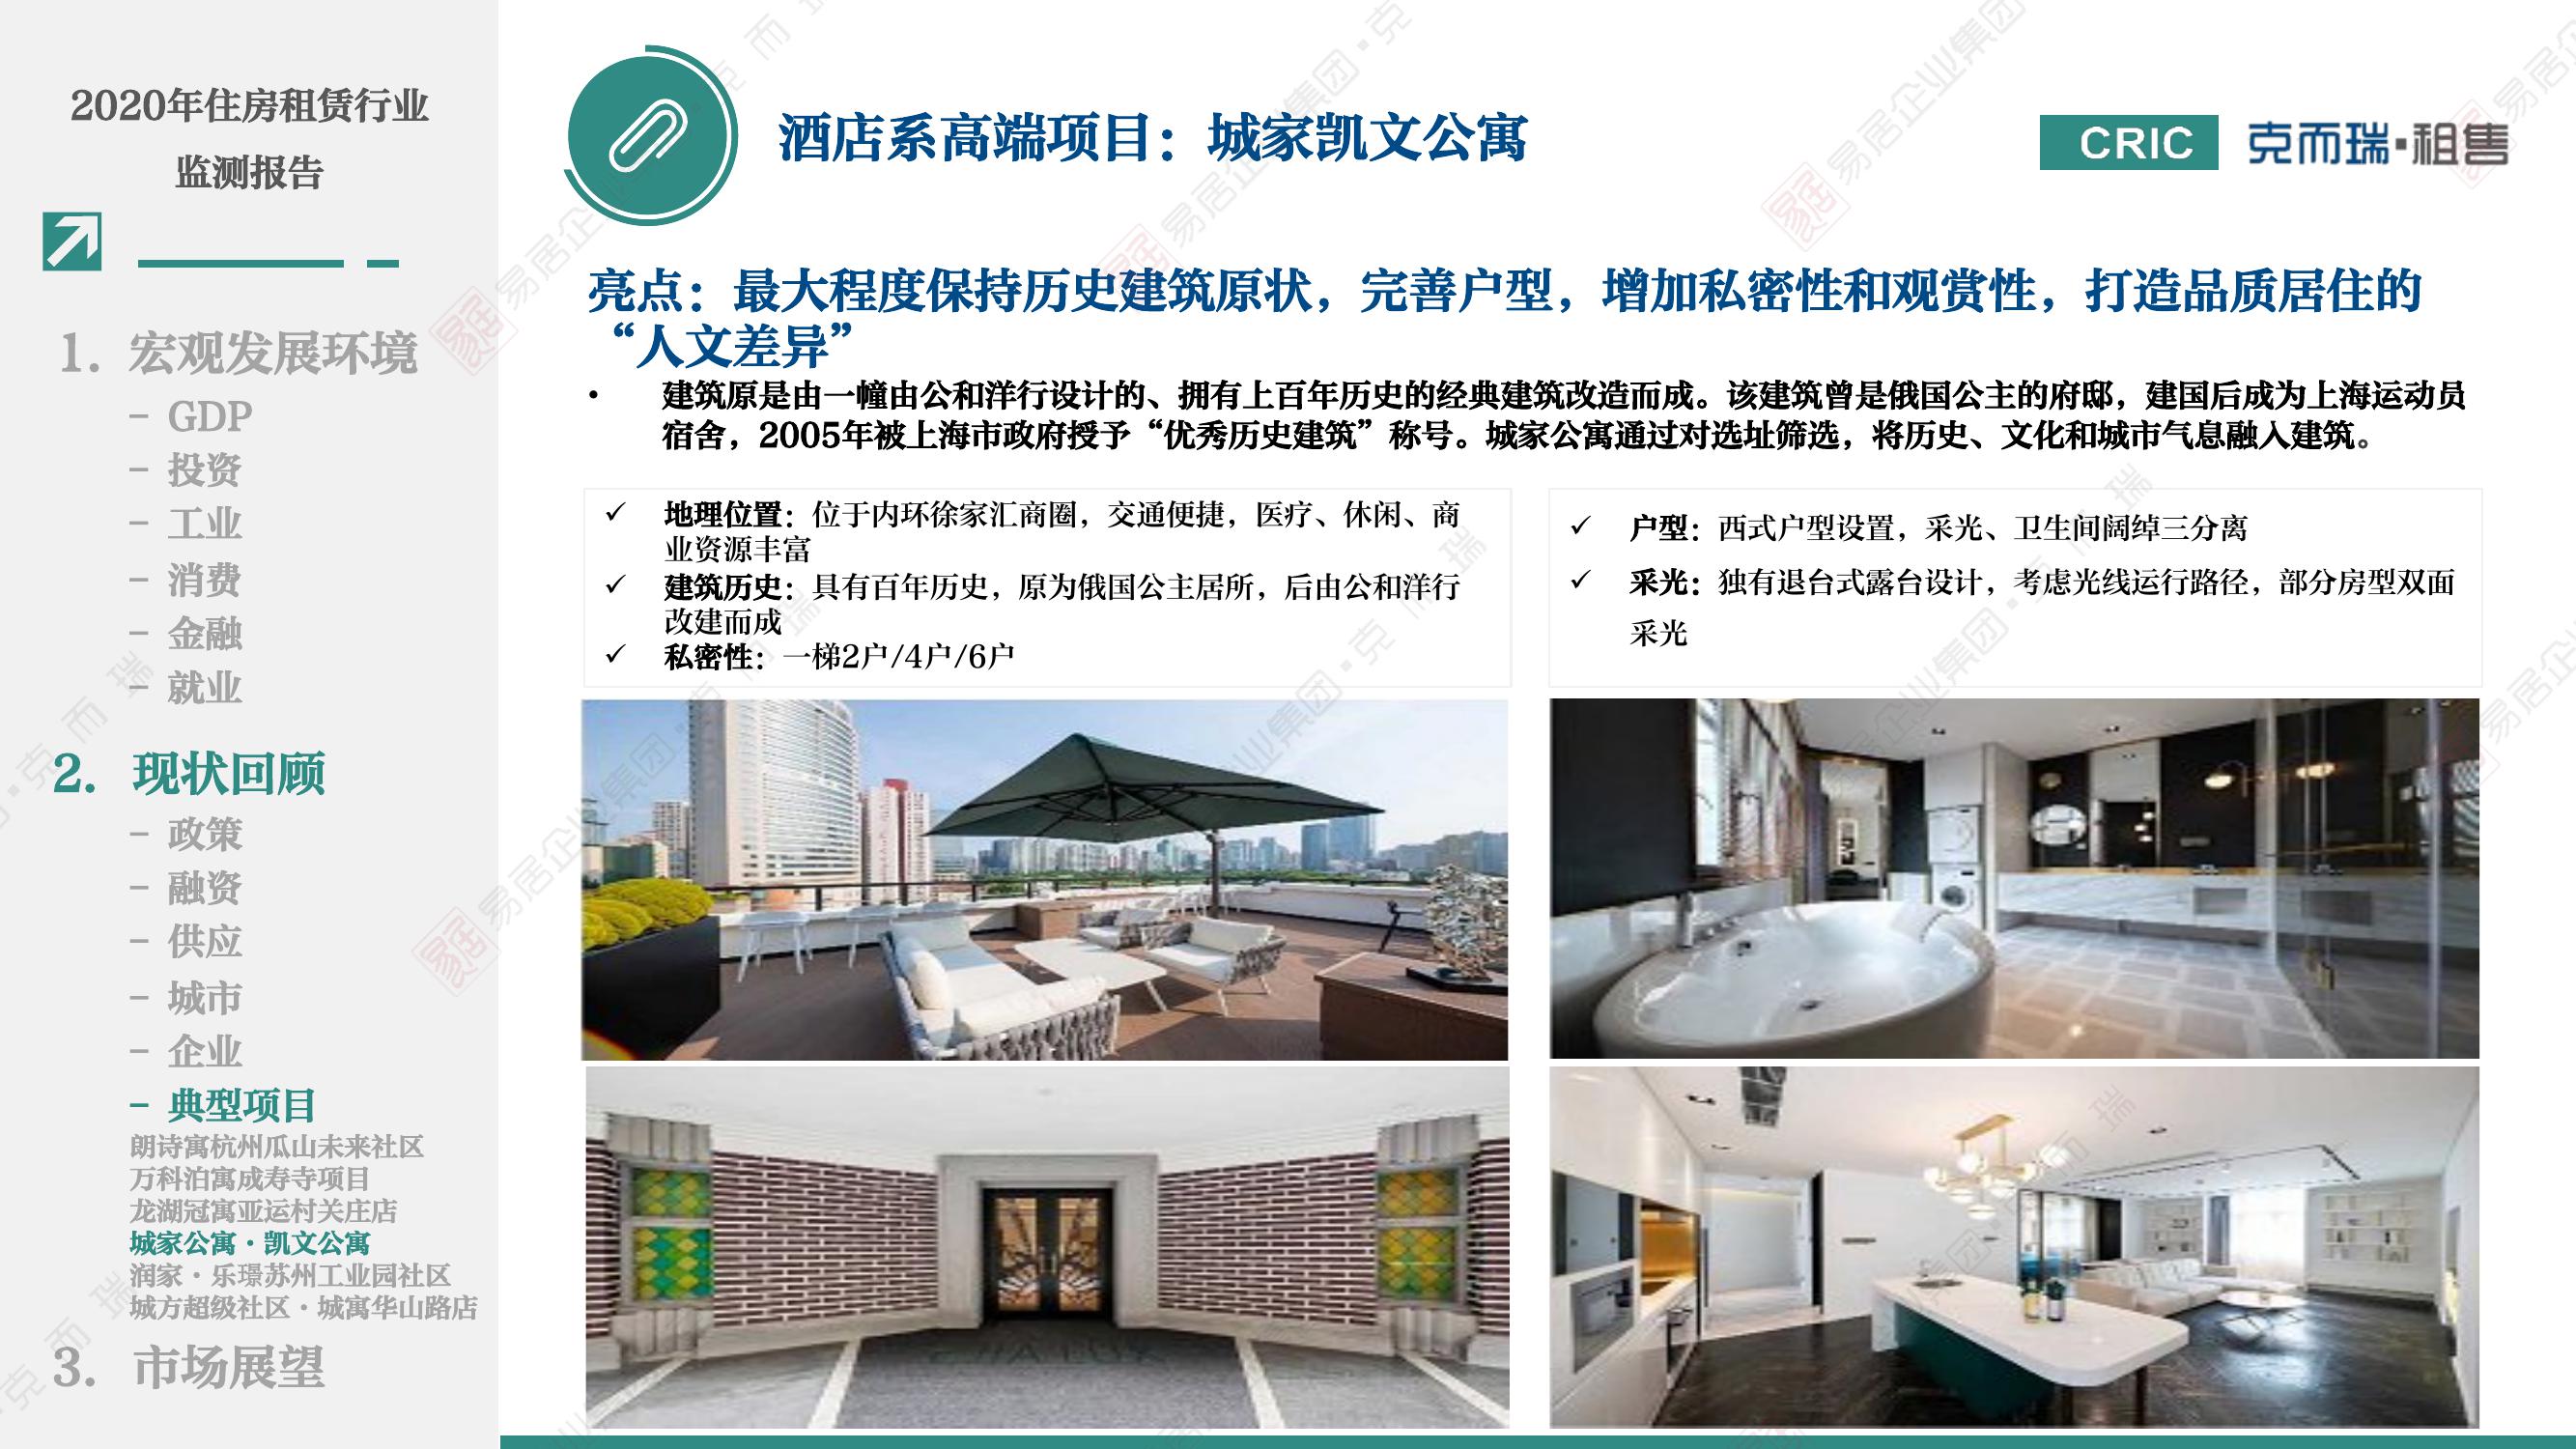 2020年住房租赁行业
监测报告
1. 宏观发展环境
– GDP
– 投资
– 工业
– 消费
– 金融
– 就业
2. 现状回顾
– 政策
– 融资
– 供应
– 城市
– 企业
– 典型项目
朗诗寓杭州瓜山未来社区
万科泊寓成寿寺项目
龙湖冠寓亚运村关庄店
城家公寓·凯文公寓
润家·乐璟苏州工业园社区
城方超级社区·城寓华山路店
3. 市场展望
酒店系高端项目：城家凯文公寓
CRIC 克而瑞·租售
亮点：最大程度保持历史建筑原状，完善户型，增加私密性和观赏性，打造品质居住的
“人文差异”
• 建筑原是由一幢由公和洋行设计的、拥有上百年历史的经典建筑改造而成。该建筑曾是俄国公主的府邸，建国后成为上海运动员
宿舍，2005年被上海市政府授予“优秀历史建筑”称号。城家公寓通过对选址筛选，将历史、文化和城市气息融入建筑。
✓ 地理位置：位于内环徐家汇商圈，交通便捷，医疗、休闲、商
业资源丰富
✓ 建筑历史：具有百年历史，原为俄国公主居所，后由公和洋行
改建而成
✓ 私密性：一梯2户/4户/6户
✓ 户型：西式户型设置，采光、卫生间阔绰三分离
✓ 采光：独有退台式露台设计，考虑光线运行路径，部分房型双面
采光
易居企业集团·克而瑞